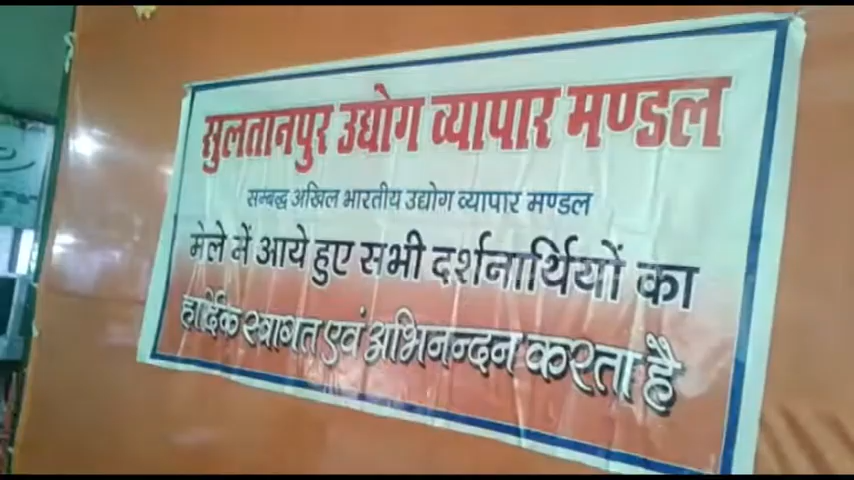 सुलतानपुर उद्योग व्यापार मण्डल
सम्बद्ध अखिल भारतीय उद्योग व्यापार मण्डल
मेले में आये हुए सभी दर्शनार्थियों का
हार्दिक स्वागत एवं अभिनन्दन करता है